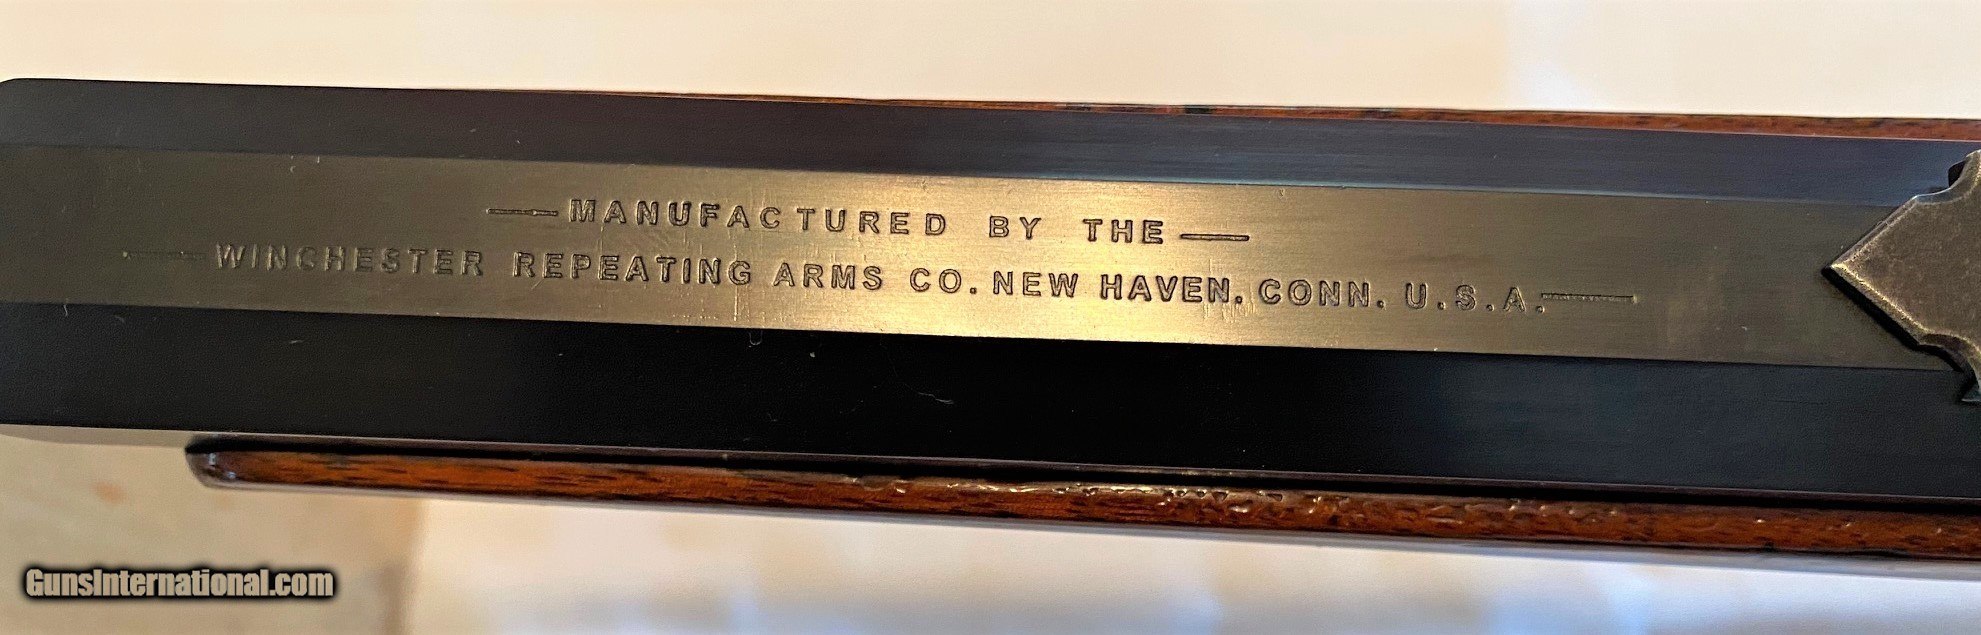 —MANUFACTURED BY THE—
—WINCHESTER REPEATING ARMS CO. NEW HAVEN. CONN. U.S.A.—
GunsInternational.com